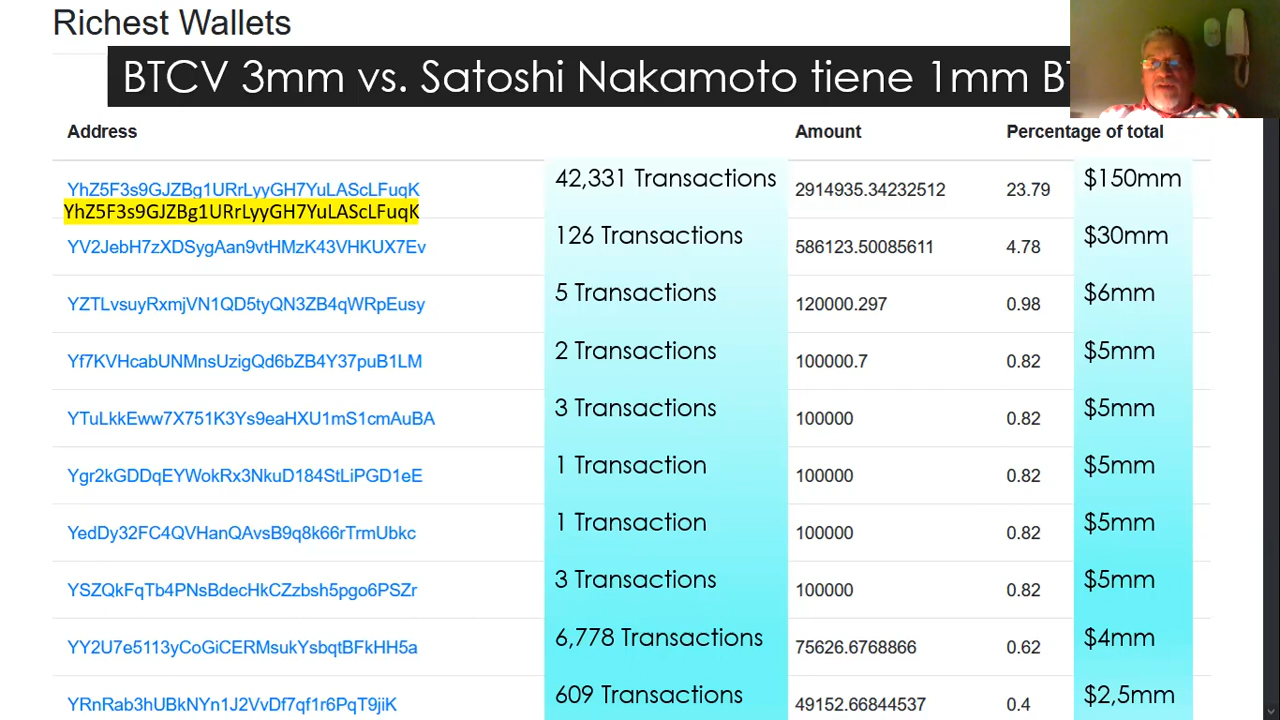 Richest Wallets
BTCV 3mm vs. Satoshi Nakamoto tiene 1mm
Address Amount Percentage of total
YhZ5F3s9GJZBg1URrLyyGH7YuLAScLFuqK 42,331 Transactions 2914935.34232512 23.79 $150mm
YhZ5F3s9GJZBg1URrLyyGH7YuLAScLFuqK
YV2JebH7zXDSygAan9vtHMzK43VHKUX7Ev 126 Transactions 586123.50085611 4.78 $30mm
YZTLvsuyRxmjVN1QD5tyQN3ZB4qWRpEusy 5 Transactions 120000.297 0.98 $6mm
Yf7KVHcabUNMnsUzigQd6bZB4Y37puB1LM 2 Transactions 100000.7 0.82 $5mm
YTuLkkEww7X751K3Ys9eaHXU1mS1cmAuBA 3 Transactions 100000 0.82 $5mm
Ygr2kGDDqEYWokRx3NkuD184StLiPGD1eE 1 Transaction 100000 0.82 $5mm
YedDy32FC4QVHanQAvsB9q8k66rTrmUbkc 1 Transaction 100000 0.82 $5mm
YSZQkFqTb4PNsBdecHkCZzbsh5pgo6PSZr 3 Transactions 100000 0.82 $5mm
YY2U7e5113yCoGiCERMsukYsbqtBFkHH5a 6,778 Transactions 75626.6768866 0.62 $4mm
YRnRab3hUBkNYn1J2VvDf7qf1r6PqT9jiK 609 Transactions 49152.66844537 0.4 $2,5mm